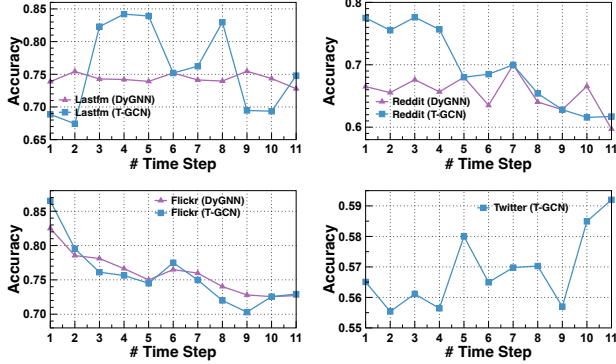 0.85
0.80
0.75
0.70
0.65
Accuracy
Lastfm (DyGNN)
Lastfm (T-GCN)
1 2 3 4 5 6 7 8 9 10 11
# Time Step
0.8
0.7
0.6
Accuracy
Reddit (DyGNN)
Reddit (T-GCN)
1 2 3 4 5 6 7 8 9 10 11
# Time Step
0.85
0.80
0.75
0.70
Accuracy
Flickr (DyGNN)
Flickr (T-GCN)
1 2 3 4 5 6 7 8 9 10 11
# Time Step
0.59
0.58
0.57
0.56
0.55
Accuracy
Twitter (T-GCN)
1 2 3 4 5 6 7 8 9 10 11
# Time Step